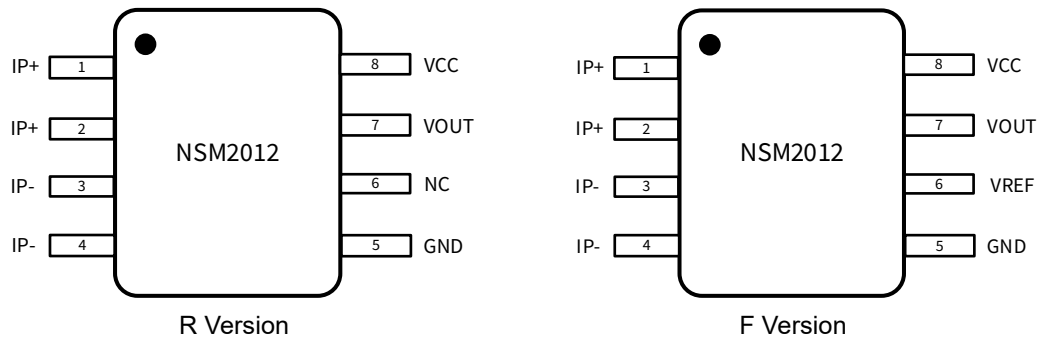 IP+ 1 8 VCC
IP+ 2 7 VOUT
NSM2012
IP- 3 6 NC
IP- 4 5 GND
R Version
IP+ 1 8 VCC
IP+ 2 7 VOUT
NSM2012
IP- 3 6 VREF
IP- 4 5 GND
F Version